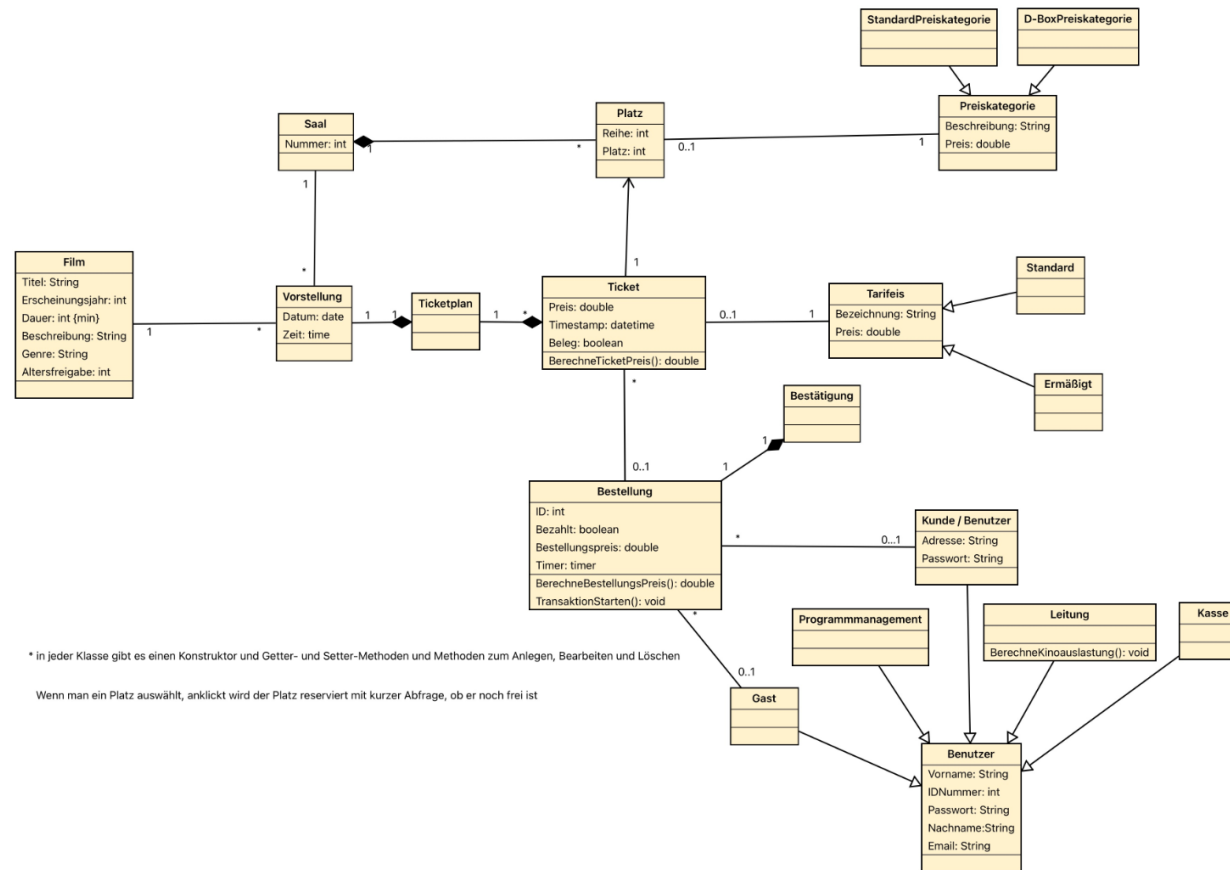 StandardPreiskategorie
D-BoxPreiskategorie
Preiskategorie
Beschreibung: String
Preis: double
Platz
Reihe: int
Platz: int
Saal
Nummer: int
1
*
0..1
1
1
*
1
Film
Titel: String
Erscheinungsjahr: int
Dauer: int {min}
Beschreibung: String
Genre: String
Altersfreigabe: int
1
*
Vorstellung
Datum: date
Zeit: time
1
1
Ticketplan
1
*
Ticket
Preis: double
Timestamp: datetime
Beleg: boolean
BerechneTicketPreis(): double
0..1
1
Tarifeis
Bezeichnung: String
Preis: double
Standard
Ermäßigt
*
0..1
Bestätigung
1
1
Bestellung
ID: int
Bezahlt: boolean
Bestellungspreis: double
Timer: timer
BerechneBestellungsPreis(): double
TransaktionStarten(): void
*
0...1
Kunde / Benutzer
Adresse: String
Passwort: String
*
0..1
Programmmanagement
Leitung
BerechneKinoauslastung(): void
Kasse
Gast
Benutzer
Vorname: String
IDNummer: int
Passwort: String
Nachname:String
Email: String
* in jeder Klasse gibt es einen Konstruktor und Getter- und Setter-Methoden und Methoden zum Anlegen, Bearbeiten und Löschen
Wenn man ein Platz auswählt, anklickt wird der Platz reserviert mit kurzer Abfrage, ob er noch frei ist